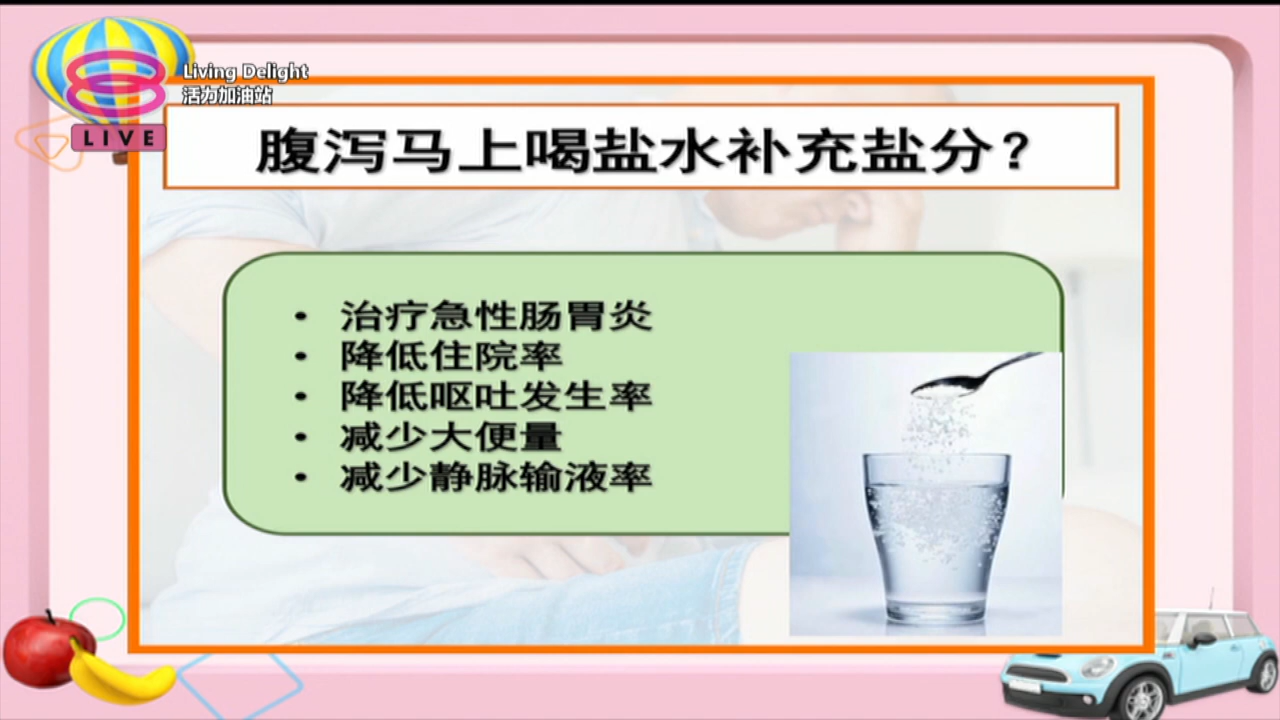 Living Delight
活力加油站
LIVE
腹泻马上喝盐水补充盐分？
• 治疗急性肠胃炎
• 降低住院率
• 降低呕吐发生率
• 减少大便量
• 减少静脉输液率